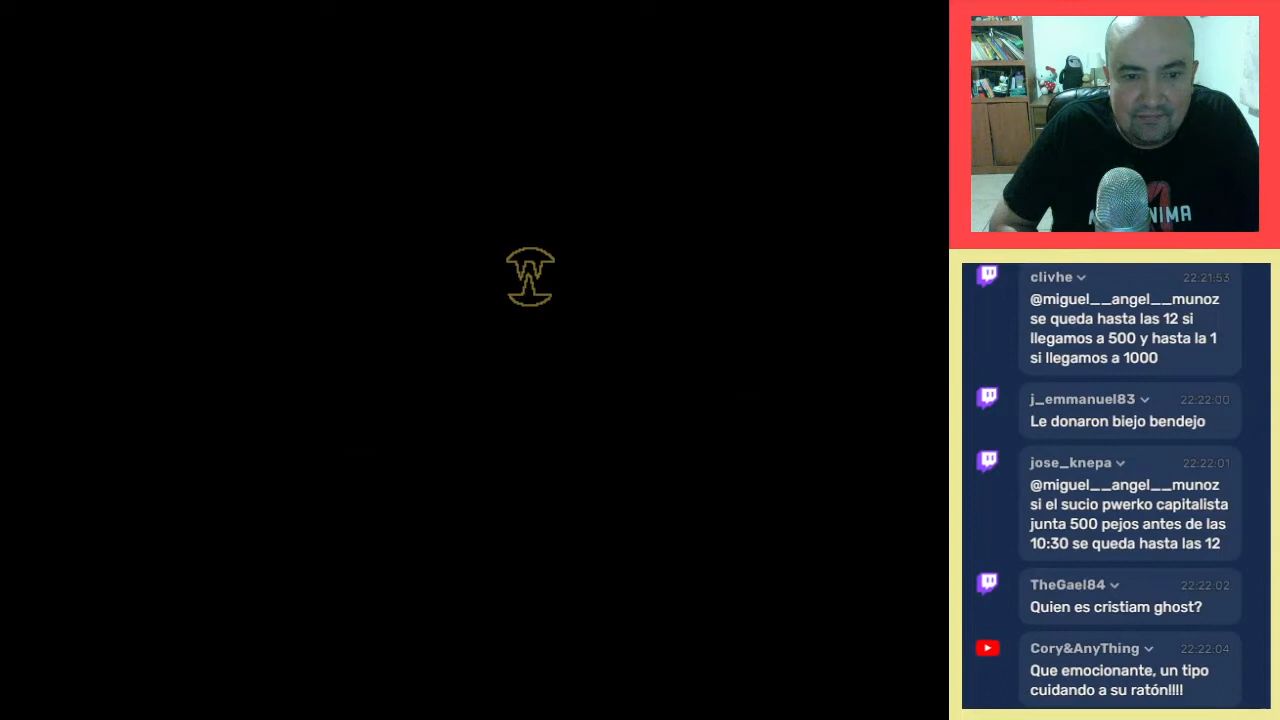 clivhe 22:21:53
@miguel__angel__munoz
se queda hasta las 12 si
llegamos a 500 y hasta la 1
si llegamos a 1000
j_emmanuel83 22:22:00
Le donaron biejo bendejo
jose_knepa 22:22:01
@miguel__angel__munoz
si el sucio pwerko capitalista
junta 500 pejos antes de las
10:30 se queda hasta las 12
TheGael84 22:22:02
Quien es cristiam ghost?
Cory&AnyThing 22:22:04
Que emocionante, un tipo
cuidando a su ratón!!!!